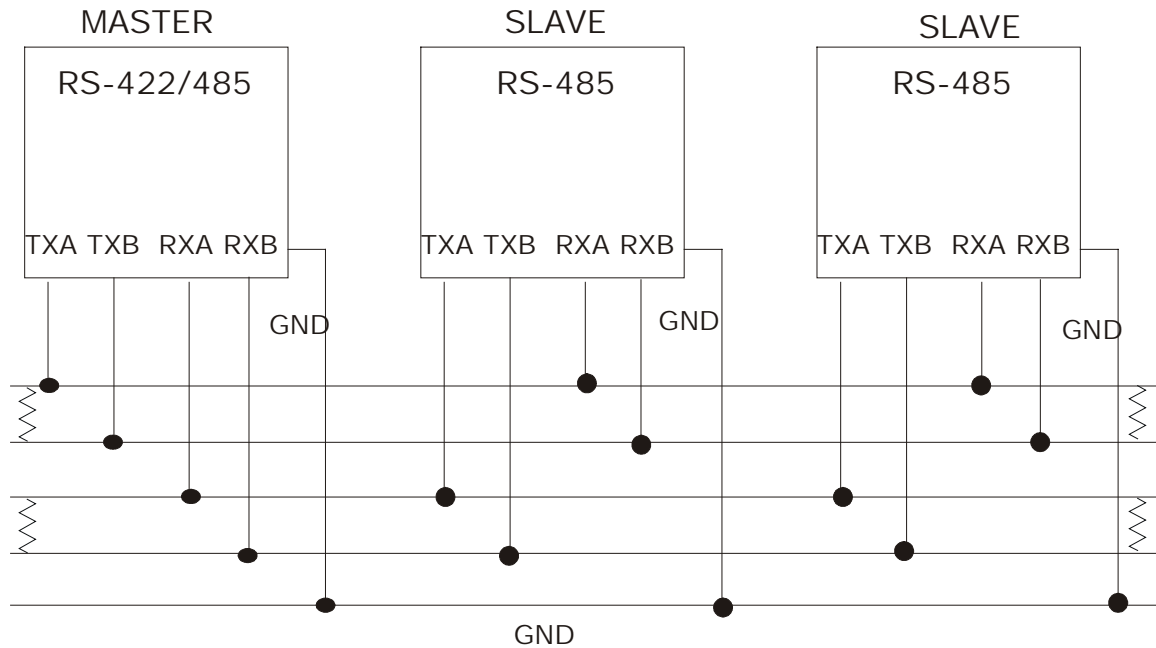 MASTER SLAVE SLAVE
RS-422/485 RS-485 RS-485
TXA TXB RXA RXB TXA TXB RXA RXB TXA TXB RXA RXB
GND GND GND
GND